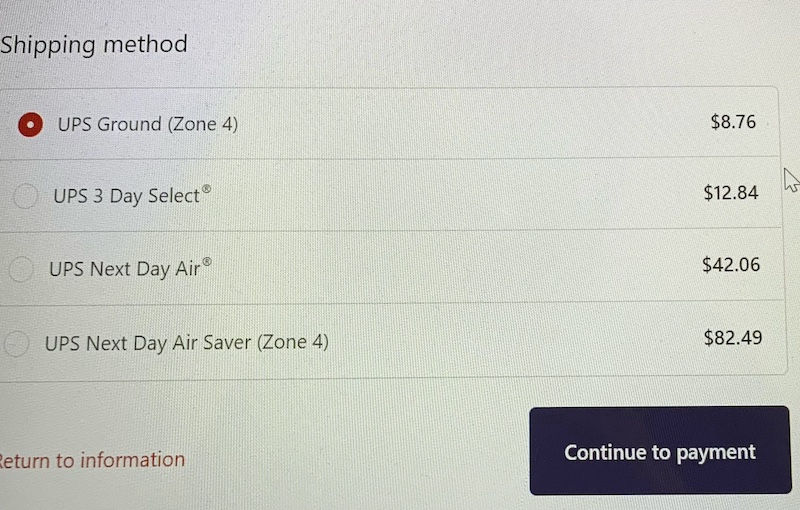 Shipping method
UPS Ground (Zone 4) $8.76
UPS 3 Day Select® $12.84
UPS Next Day Air® $42.06
UPS Next Day Air Saver (Zone 4) $82.49
Return to information
Continue to payment